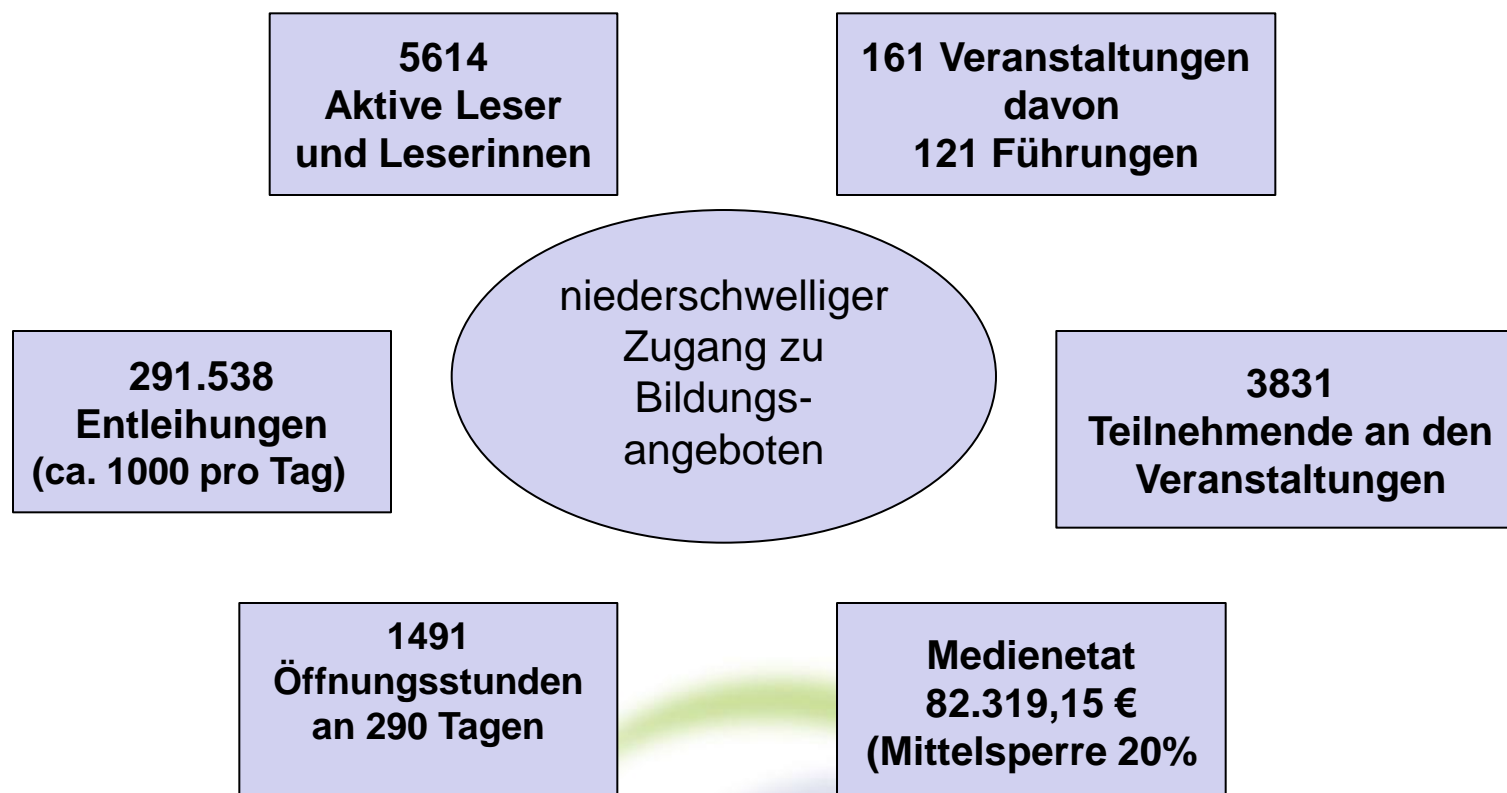 5614
Aktive Leser
und Leserinnen
161 Veranstaltungen
davon
121 Führungen
niederschwelliger
Zugang zu
Bildungs-
angeboten
291.538
Entleihungen
(ca. 1000 pro Tag)
3831
Teilnehmende an den
Veranstaltungen
1491
Öffnungsstunden
an 290 Tagen
Medienetat
82.319,15 €
(Mittelsperre 20%